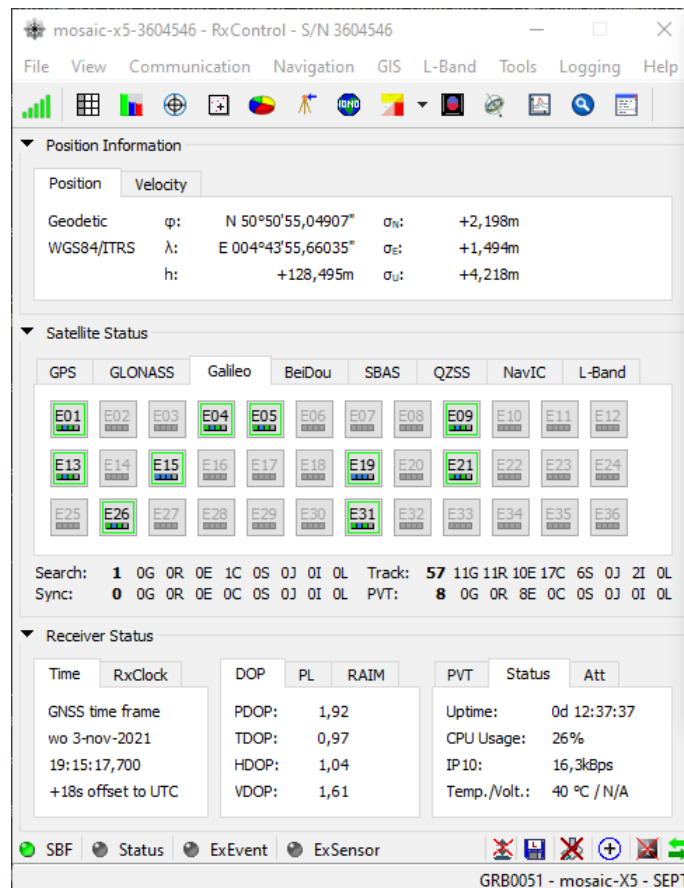 mosaic-x5-3604546 - RxControl - S/N 3604546
File View Communication Navigation GIS L-Band Tools Logging Help
IONO
Position Information
Position Velocity
Geodetic φ: N 50°50'55,04907" σN: +2,198m
WGS84/ITRS λ: E 004°43'55,66035" σE: +1,494m
h: +128,495m σU: +4,218m
Satellite Status
GPS GLONASS Galileo BeiDou SBAS QZSS NavIC L-Band
E01 E02 E03 E04 E05 E06 E07 E08 E09 E10 E11 E12
E13 E14 E15 E16 E17 E18 E19 E20 E21 E22 E23 E24
E25 E26 E27 E28 E29 E30 E31 E32 E33 E34 E35 E36
Search: 1 0G 0R 0E 1C 0S 0J 0I 0L Track: 57 11G 11R 10E 17C 6S 0J 2I 0L
Sync: 0 0G 0R 0E 0C 0S 0J 0I 0L PVT: 8 0G 0R 8E 0C 0S 0J 0I 0L
Receiver Status
Time RxClock DOP PL RAIM PVT Status Att
GNSS time frame PDOP: 1,92 Uptime: 0d 12:37:37
wo 3-nov-2021 TDOP: 0,97 CPU Usage: 26%
19:15:17,700 HDOP: 1,04 IP10: 16,3kBps
+18s offset to UTC VDOP: 1,61 Temp./Volt.: 40 °C / N/A
SBF Status ExEvent ExSensor
GRB0051 - mosaic-X5 - SEPT